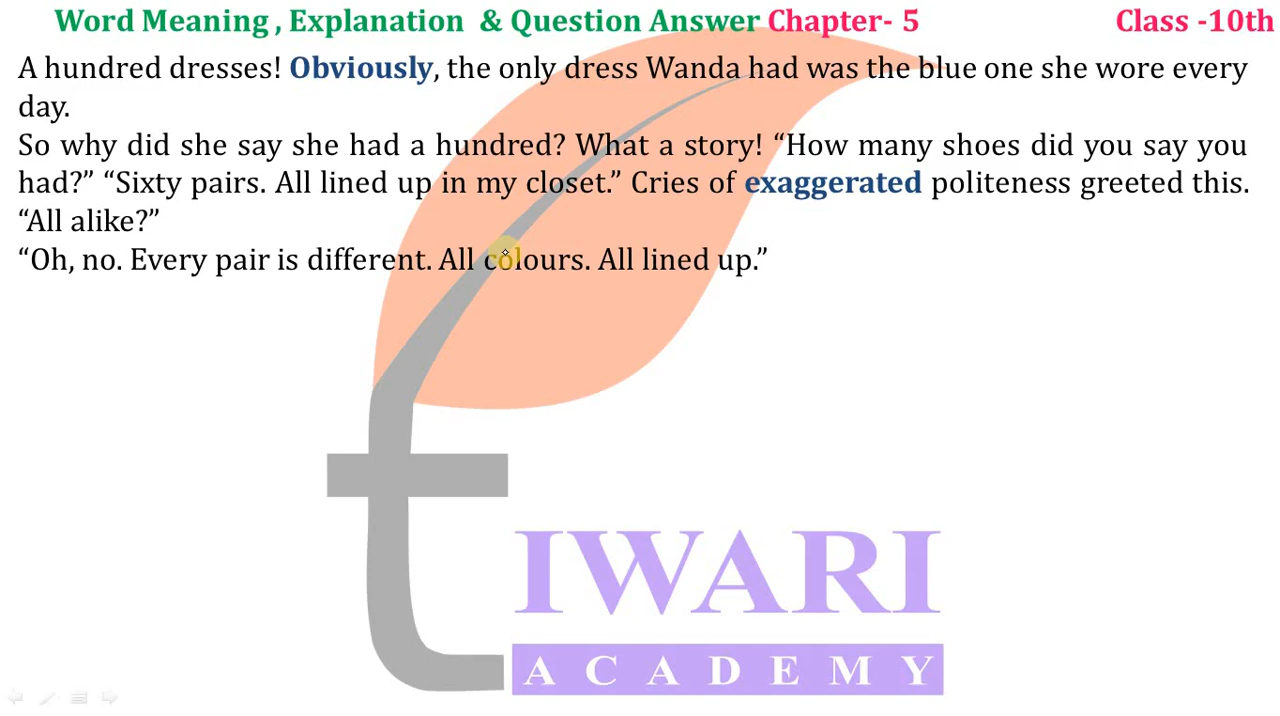 Word Meaning , Explanation & Question Answer Chapter- 5 Class -10th
A hundred dresses! Obviously, the only dress Wanda had was the blue one she wore every
day.
So why did she say she had a hundred? What a story! “How many shoes did you say you
had?” “Sixty pairs. All lined up in my closet.” Cries of exaggerated politeness greeted this.
“All alike?”
“Oh, no. Every pair is different. All colours. All lined up.”
tIWARI
ACADEMY